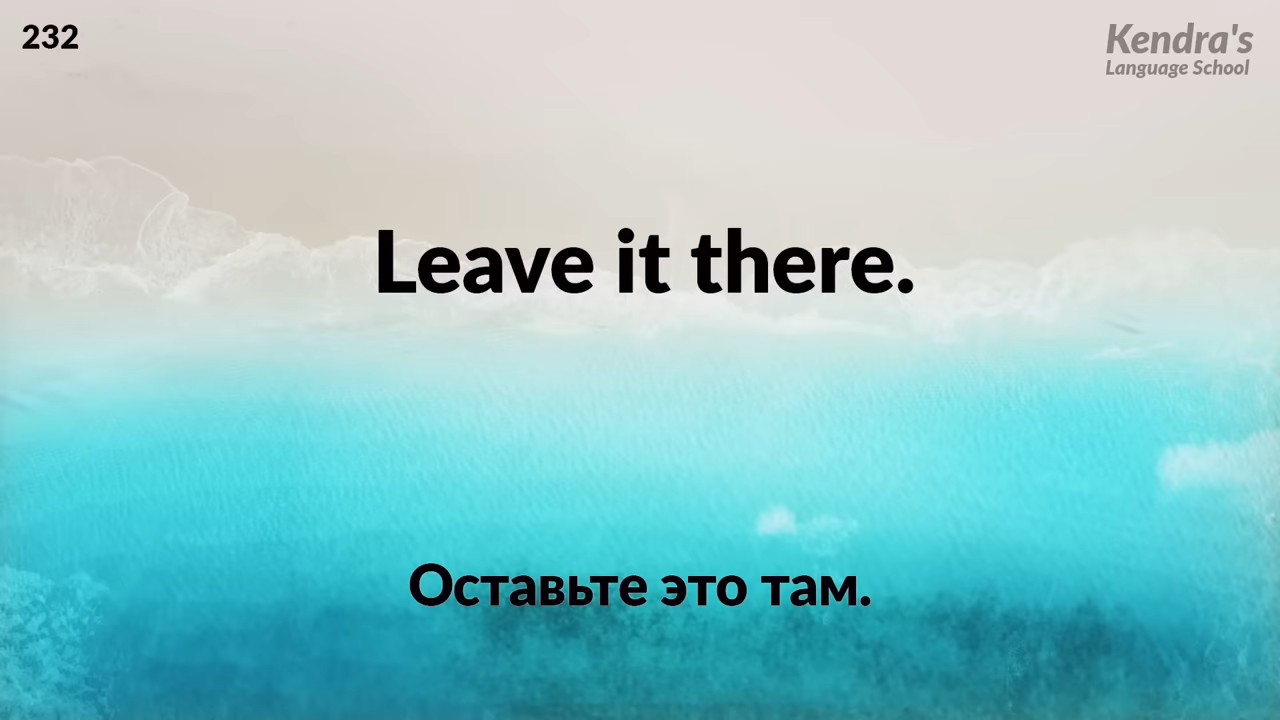 232
Kendra's
Language School
Leave it there.
Оставьте это там.